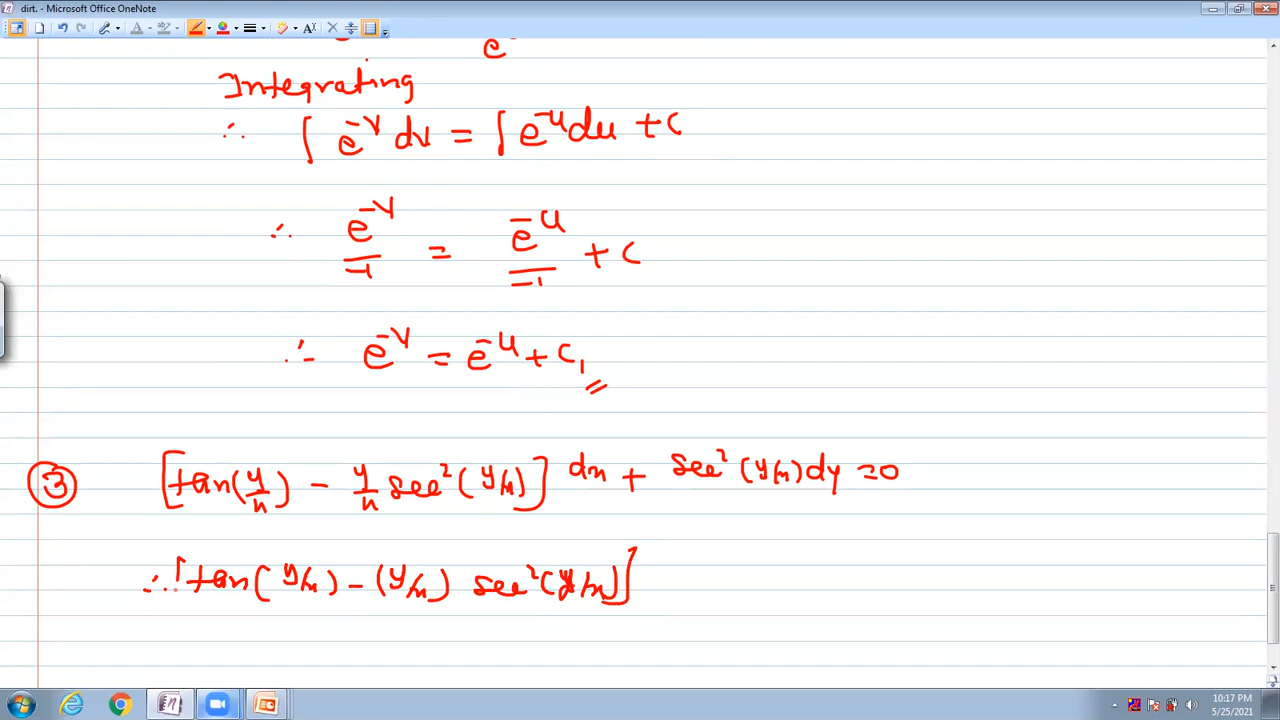 dirt. - Microsoft Office OneNote
e
Integrating
∴ ∫ e^{-v} dv = ∫ e^{-u} du + c
∴ e^{-v}/-1 = e^{-u}/-1 + c
∴ e^{-v} = e^{-u} + c₁
③ [tan(y/x) - y/x sec²(y/x)] dx + sec²(y/x) dy = 0
∴ [tan(y/x) - (y/x) sec²(y/x)]
10:17 PM
5/25/2021